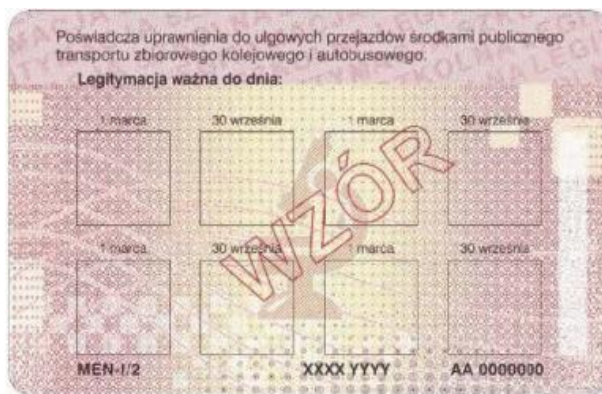 Poświadcza uprawnienia do ulgowych przejazdów środkami publicznego
transportu zbiorowego kolejowego i autobusowego.
Legitymacja ważna do dnia:
1 marca 30 września 1 marca 30 września
WZÓR
1 marca 30 września 1 marca 30 września
MEN-I/2 XXXX YYYY AA 0000000